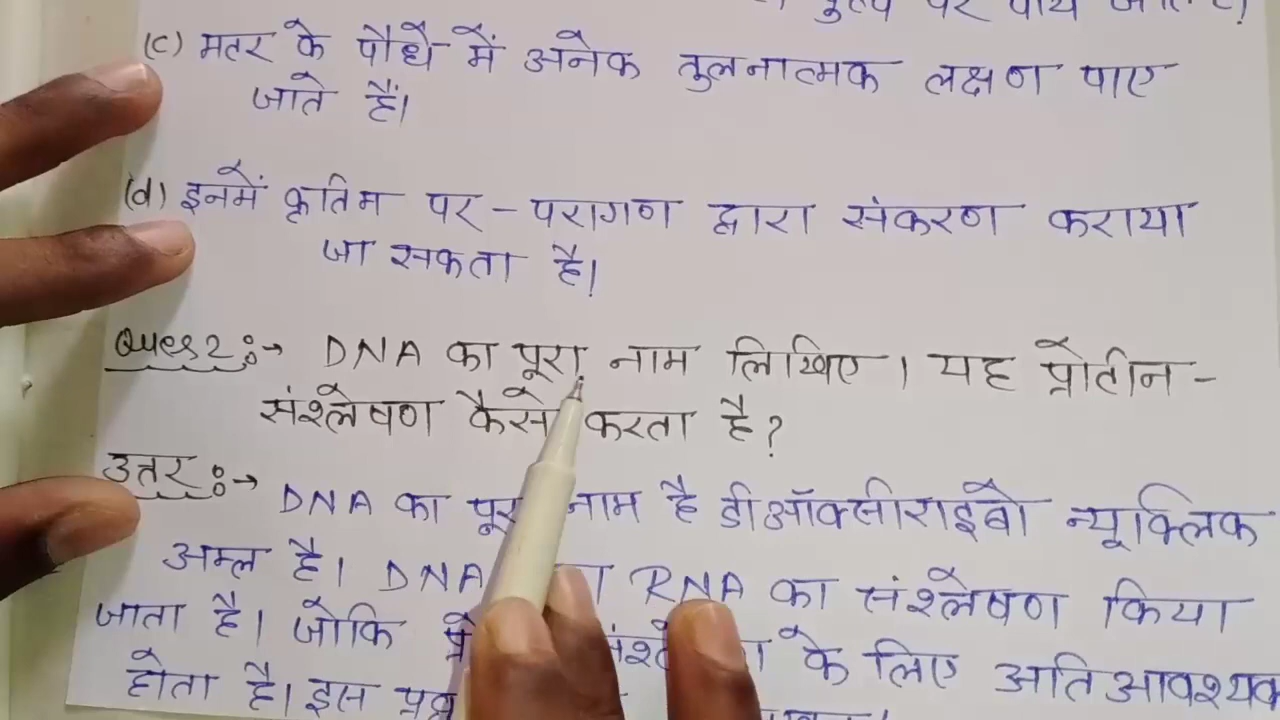 पर
(c) मटर के पौधे में अनेक तुलनात्मक लक्षण पाए
जाते हैं।
(d) इनमें कृतिम पर - परागण द्वारा संकरण कराया
जा सकता है।
Ques 2 :→ DNA का पूरा नाम लिखिए। यह प्रोटीन -
संश्लेषण कैसे करता है?
उत्तर :→ DNA का नाम है डीऑक्सीराइबो न्यूक्लिक
अम्ल है। DNA RNA का संश्लेषण किया
जाता है। जोकि के लिए अतिआवश्यक
होता है। इस